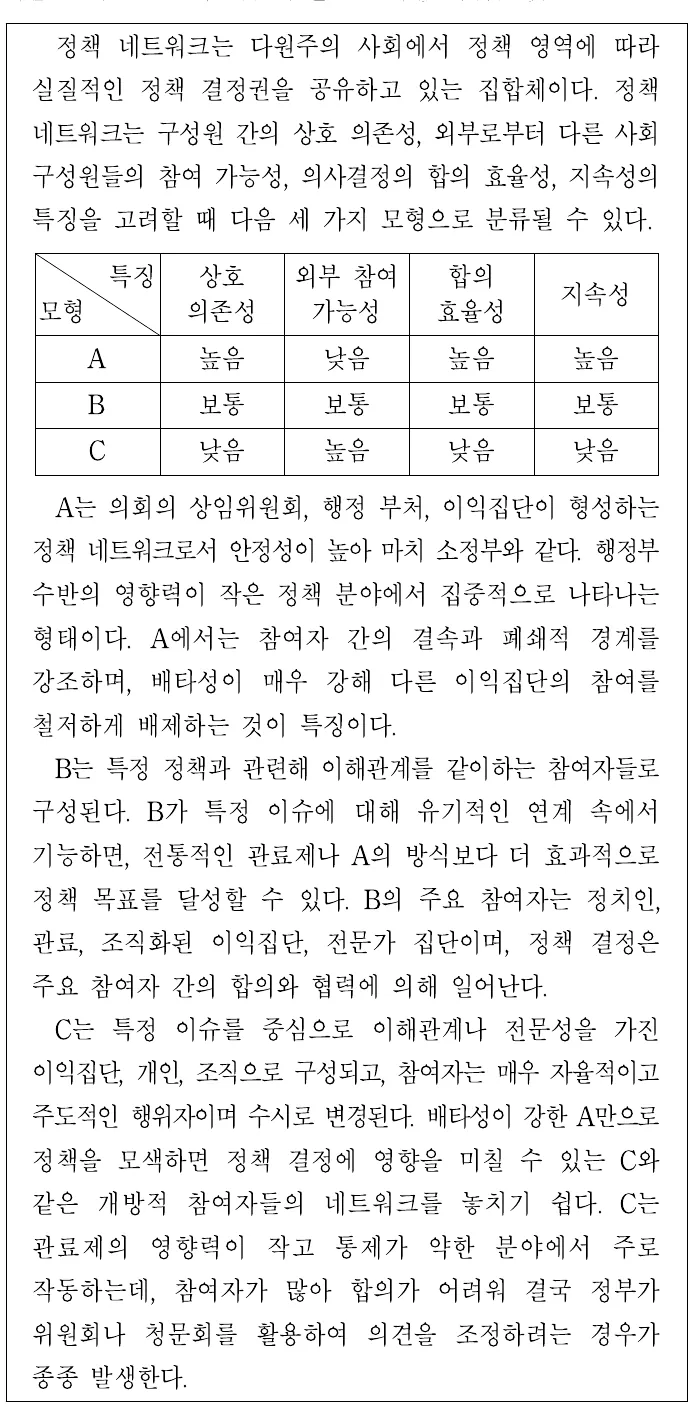 정책 네트워크는 다원주의 사회에서 정책 영역에 따라
실질적인 정책 결정권을 공유하고 있는 집합체이다. 정책
네트워크는 구성원 간의 상호 의존성, 외부로부터 다른 사회
구성원들의 참여 가능성, 의사결정의 합의 효율성, 지속성의
특징을 고려할 때 다음 세 가지 모형으로 분류될 수 있다.
특징 상호 외부 참여 합의 지속성
모형 의존성 가능성 효율성
A 높음 낮음 높음 높음
B 보통 보통 보통 보통
C 낮음 높음 낮음 낮음
A는 의회의 상임위원회, 행정 부처, 이익집단이 형성하는
정책 네트워크로서 안정성이 높아 마치 소정부와 같다. 행정부
수반의 영향력이 작은 정책 분야에서 집중적으로 나타나는
형태이다. A에서는 참여자 간의 결속과 폐쇄적 경계를
강조하며, 배타성이 매우 강해 다른 이익집단의 참여를
철저하게 배제하는 것이 특징이다.
B는 특정 정책과 관련해 이해관계를 같이하는 참여자들로
구성된다. B가 특정 이슈에 대해 유기적인 연계 속에서
기능하면, 전통적인 관료제나 A의 방식보다 더 효과적으로
정책 목표를 달성할 수 있다. B의 주요 참여자는 정치인,
관료, 조직화된 이익집단, 전문가 집단이며, 정책 결정은
주요 참여자 간의 합의와 협력에 의해 일어난다.
C는 특정 이슈를 중심으로 이해관계나 전문성을 가진
이익집단, 개인, 조직으로 구성되고, 참여자는 매우 자율적이고
주도적인 행위자이며 수시로 변경된다. 배타성이 강한 A만으로
정책을 모색하면 정책 결정에 영향을 미칠 수 있는 C와
같은 개방적 참여자들의 네트워크를 놓치기 쉽다. C는
관료제의 영향력이 작고 통제가 약한 분야에서 주로
작동하는데, 참여자가 많아 합의가 어려워 결국 정부가
위원회나 청문회를 활용하여 의견을 조정하려는 경우가
종종 발생한다.